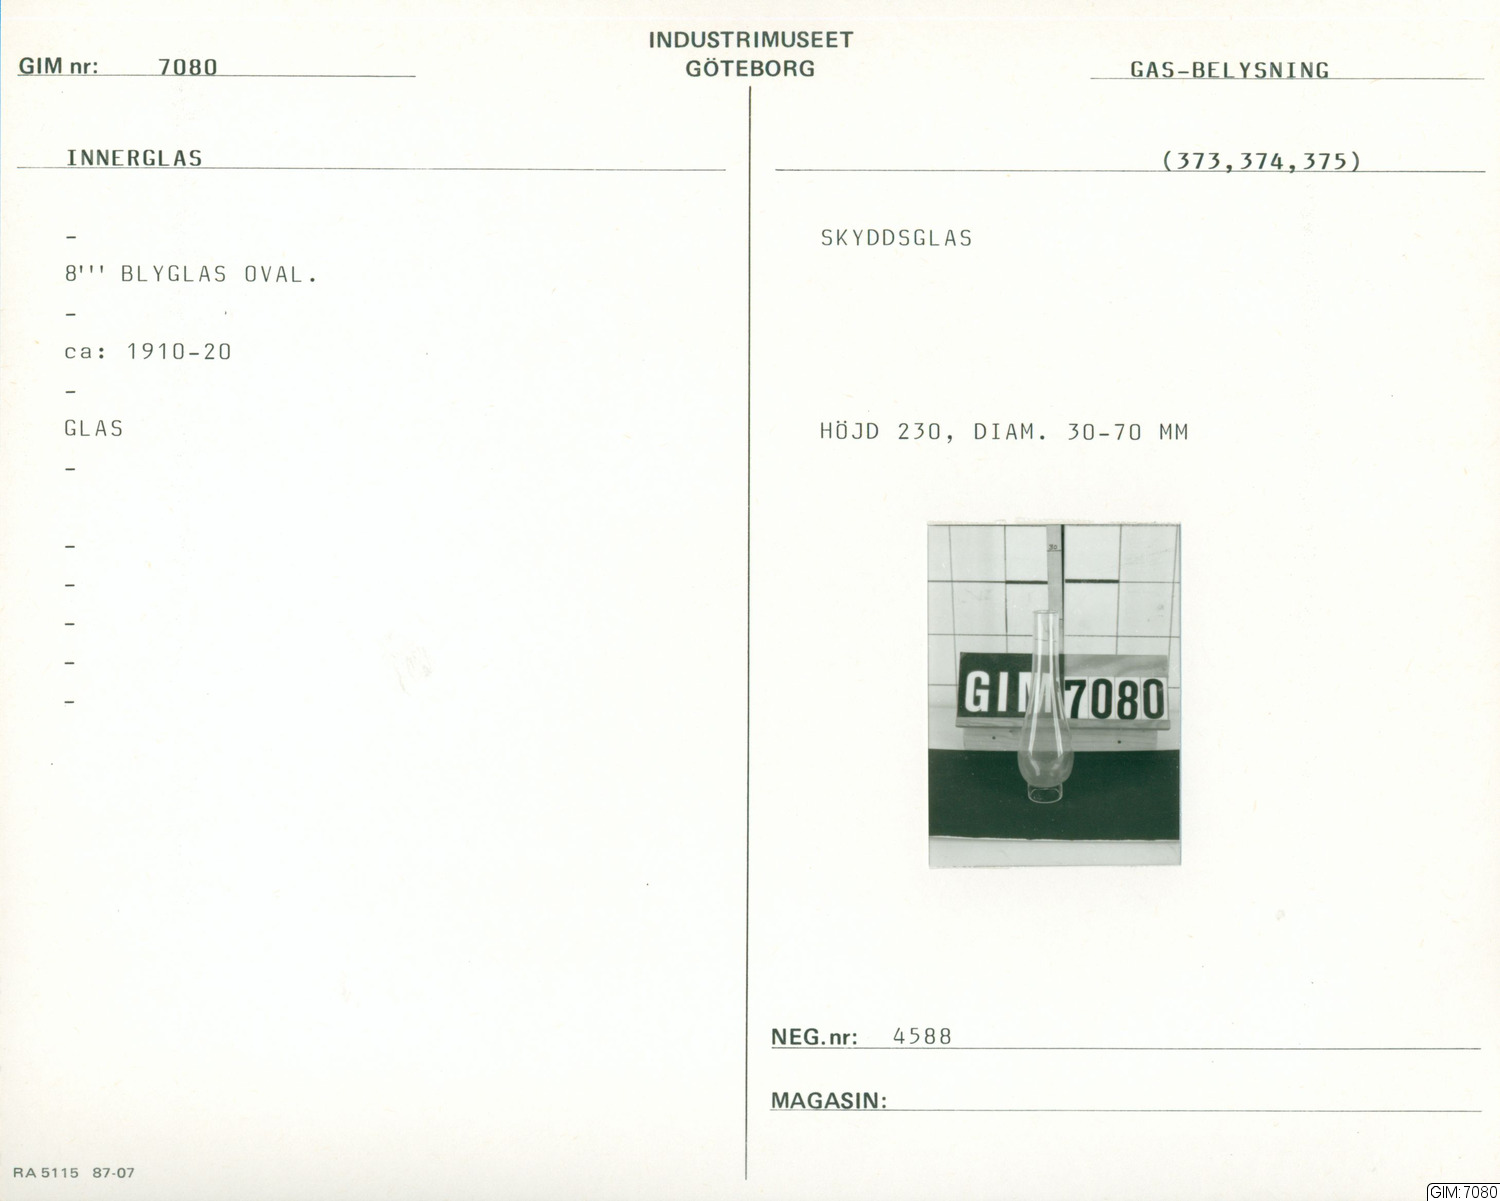 INDUSTRIMUSEET
GÖTEBORG
GIM nr: 7080
GAS-BELYSNING
INNERGLAS
(373,374,375)
-
8''' BLYGLAS OVAL.
-
ca: 1910-20
-
GLAS
-
-
-
-
-
-
SKYDDSGLAS
HÖJD 230, DIAM. 30-70 MM
30
GIM 7080
NEG.nr: 4588
MAGASIN:
RA 5115 87-07
GIM:7080